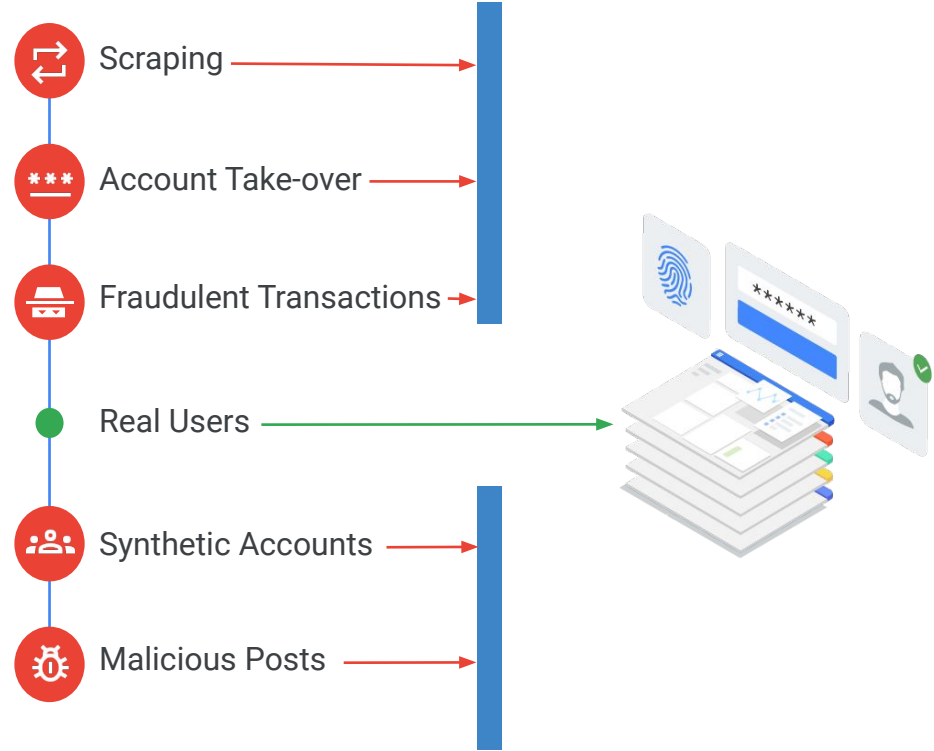 Scraping
***
Account Take-over
Fraudulent Transactions
******
Real Users
Synthetic Accounts
Malicious Posts